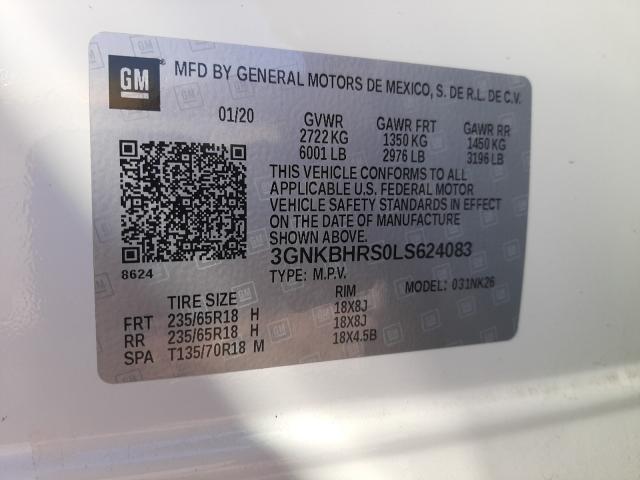 GM
MFD BY GENERAL MOTORS DE MEXICO, S. DE R.L. DE C.V.
01/20 GVWR GAWR FRT GAWR RR
2722 KG 1350 KG 1450 KG
6001 LB 2976 LB 3196 LB
THIS VEHICLE CONFORMS TO ALL
APPLICABLE U.S. FEDERAL MOTOR
VEHICLE SAFETY STANDARDS IN EFFECT
ON THE DATE OF MANUFACTURE
SHOWN ABOVE.
3GNKBHRS0LS624083
8624
TYPE: M.P.V. MODEL: 031NK26
TIRE SIZE RIM
FRT 235/65R18 H 18X8J
RR 235/65R18 H 18X8J
SPA T135/70R18 M 18X4.5B